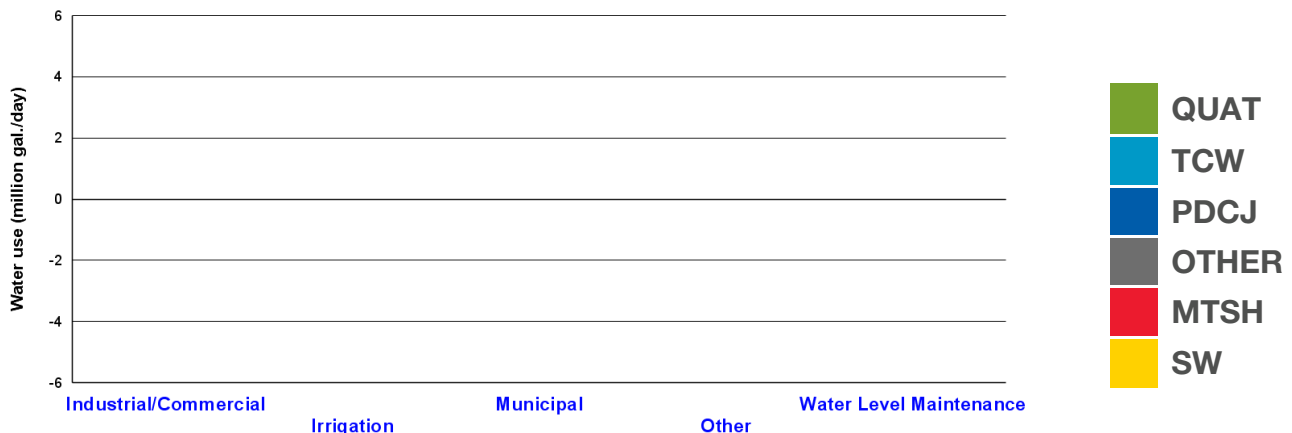 6
4
2
0
-2
-4
-6
Water use (million gal./day)
Industrial/Commercial
Irrigation
Municipal
Other
Water Level Maintenance
QUAT
TCW
PDCJ
OTHER
MTSH
SW